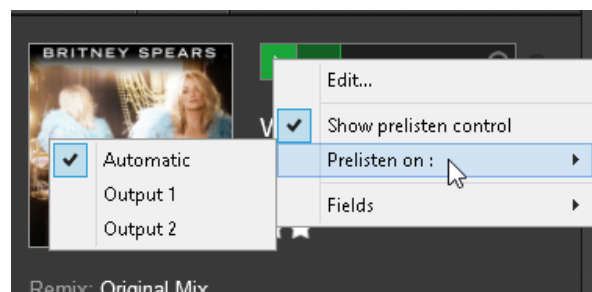 BRITNEY SPEARS
Edit...
Show prelisten control
Prelisten on :
Fields
Automatic
Output 1
Output 2
Remix: Original Mix